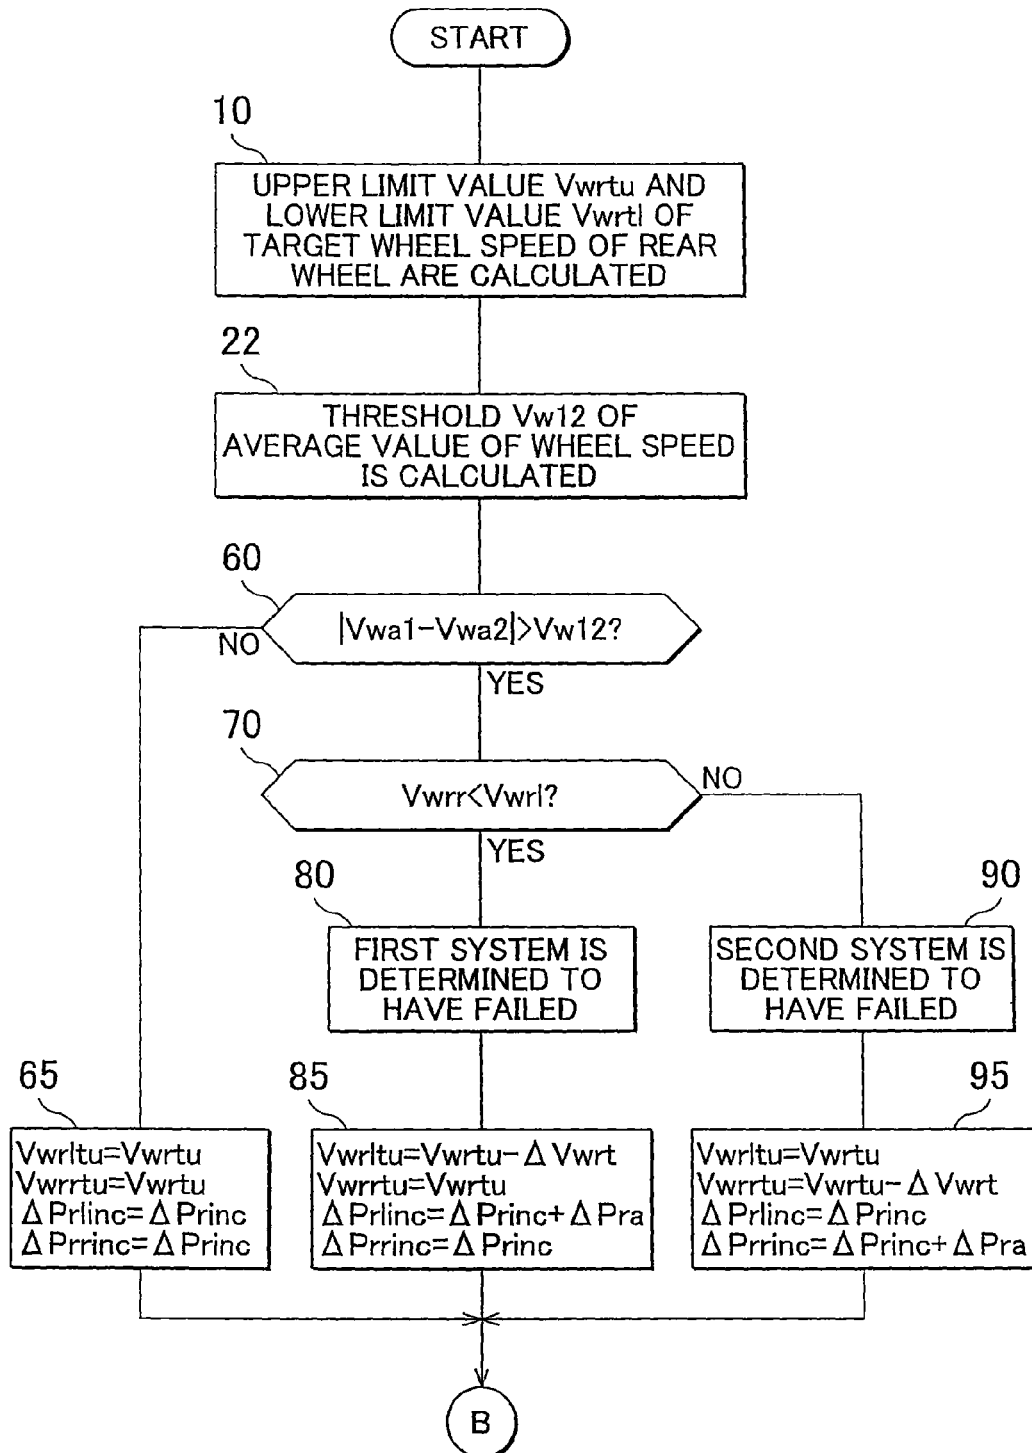 START
10
UPPER LIMIT VALUE Vwrtu AND
LOWER LIMIT VALUE Vwrtl OF
TARGET WHEEL SPEED OF REAR
WHEEL ARE CALCULATED
22
THRESHOLD Vw12 OF
AVERAGE VALUE OF WHEEL SPEED
IS CALCULATED
60
|Vwa1-Vwa2|>Vw12?
NO
YES
70
Vwrr<Vwrl?
NO
YES
80
FIRST SYSTEM IS
DETERMINED TO
HAVE FAILED
90
SECOND SYSTEM IS
DETERMINED TO
HAVE FAILED
65
Vwrltu=Vwrtu
Vwrrtu=Vwrtu
ΔPrlinc=ΔPrinc
ΔPrrinc=ΔPrinc
85
Vwrltu=Vwrtu-ΔVwrt
Vwrrtu=Vwrtu
ΔPrlinc=ΔPrinc+ΔPra
ΔPrrinc=ΔPrinc
95
Vwrltu=Vwrtu
Vwrrtu=Vwrtu-ΔVwrt
ΔPrlinc=ΔPrinc
ΔPrrinc=ΔPrinc+ΔPra
B